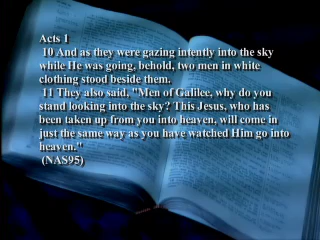 Acts 1
10 And as they were gazing intently into the sky
while He was going, behold, two men in white
clothing stood beside them.
11 They also said, "Men of Galilee, why do you
stand looking into the sky? This Jesus, who has
been taken up from you into heaven, will come in
just the same way as you have watched Him go into
heaven."
(NAS95)